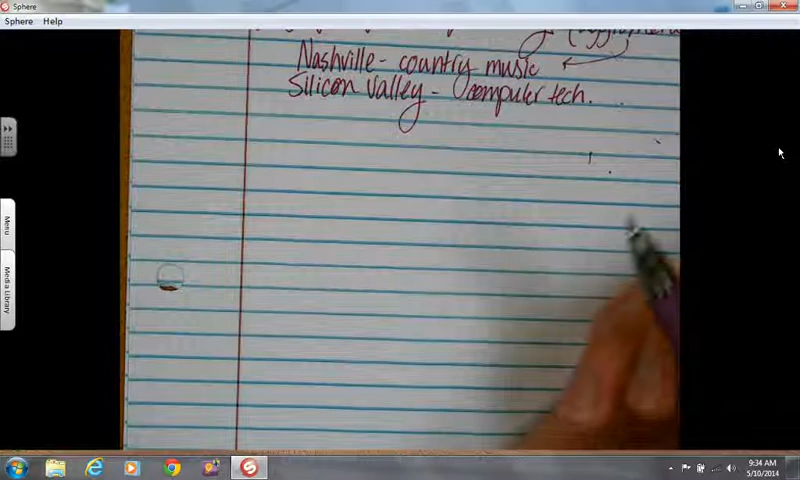 Sphere
Sphere Help
Nashville - country music
Silicon Valley - computer tech.
Menu
Media Library
9:34 AM
5/10/2014